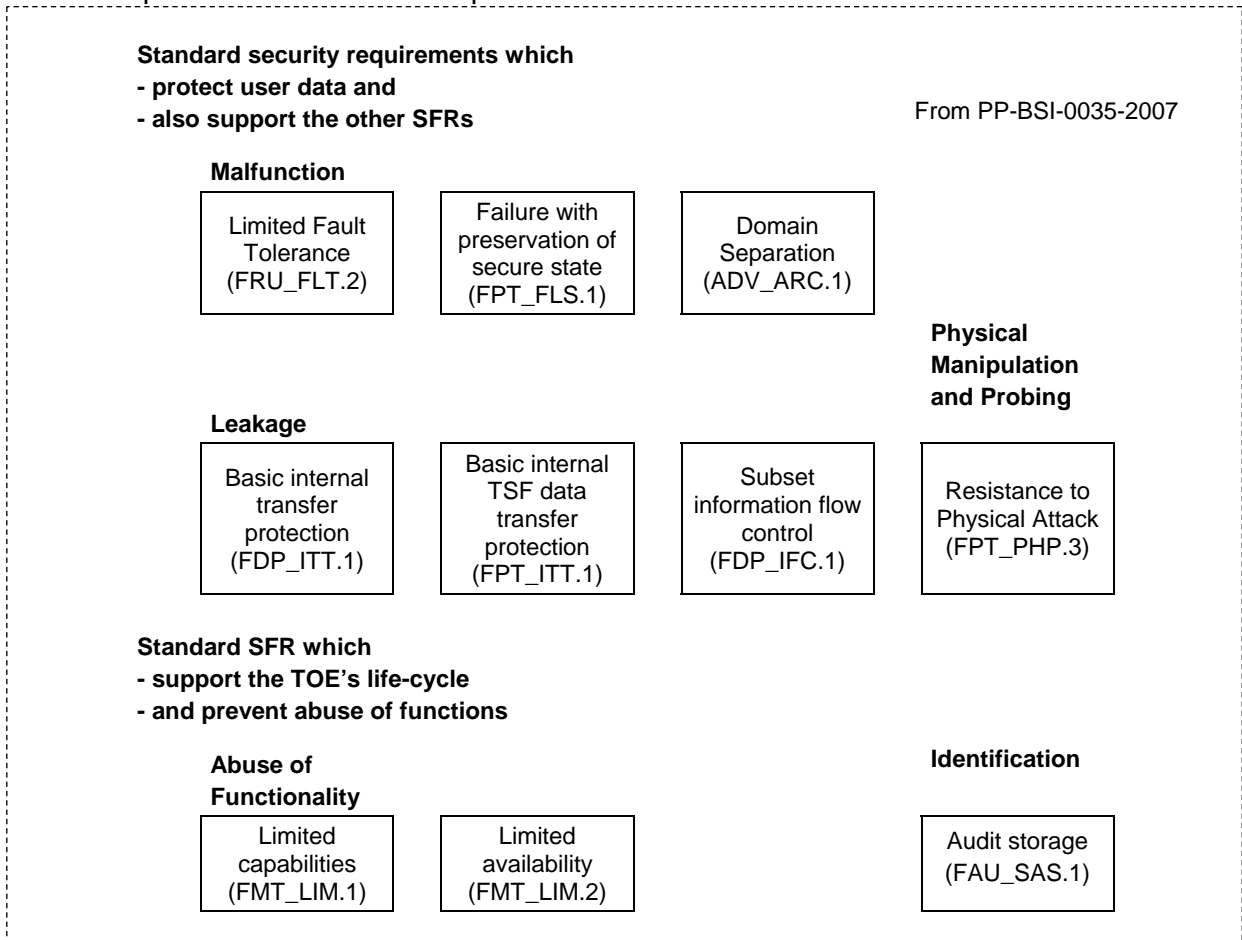 Standard security requirements which
- protect user data and
- also support the other SFRs
From PP-BSI-0035-2007
Malfunction
Limited Fault
Tolerance
(FRU_FLT.2)
Failure with
preservation of
secure state
(FPT_FLS.1)
Domain
Separation
(ADV_ARC.1)
Physical
Manipulation
and Probing
Leakage
Basic internal
transfer
protection
(FDP_ITT.1)
Basic internal
TSF data
transfer
protection
(FPT_ITT.1)
Subset
information flow
control
(FDP_IFC.1)
Resistance to
Physical Attack
(FPT_PHP.3)
Standard SFR which
- support the TOE’s life-cycle
- and prevent abuse of functions
Abuse of
Functionality
Identification
Limited
capabilities
(FMT_LIM.1)
Limited
availability
(FMT_LIM.2)
Audit storage
(FAU_SAS.1)